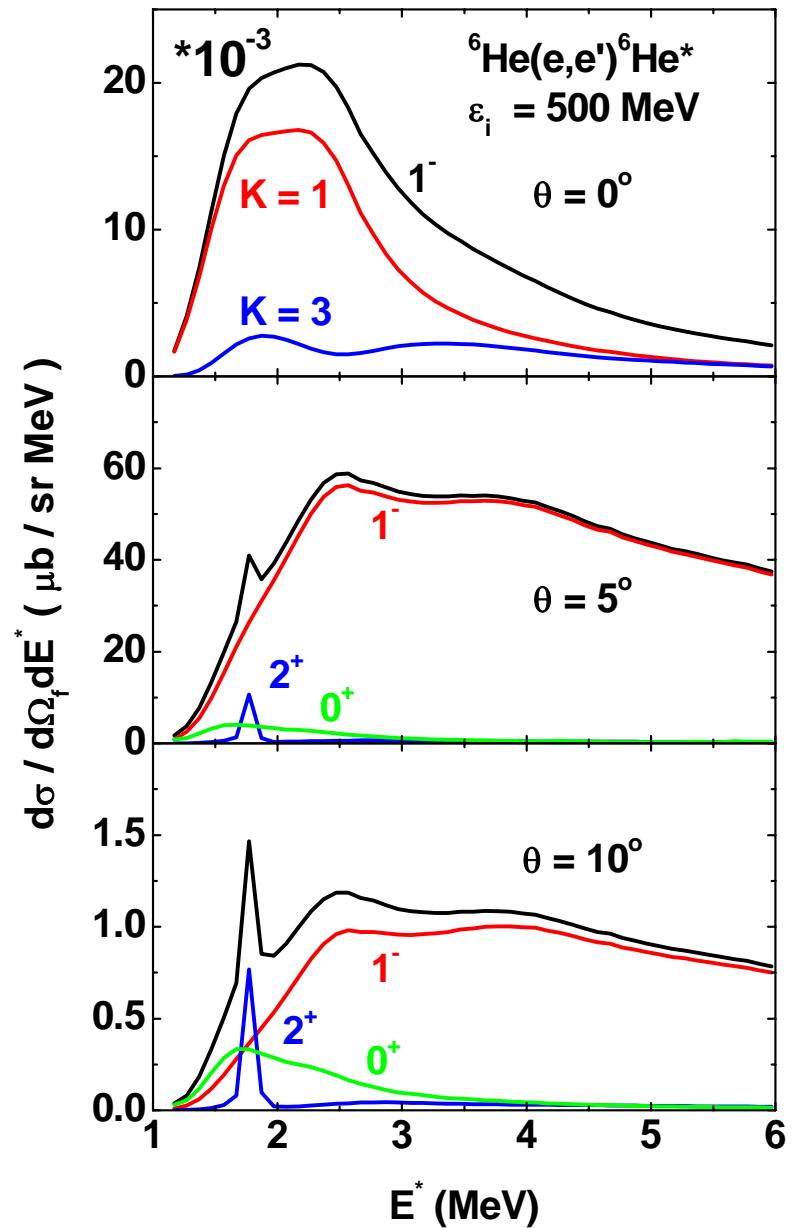 *10⁻³
⁶He(e,e')⁶He*
εᵢ = 500 MeV
1⁻
θ = 0°
K = 1
K = 3
20
10
0
1⁻
θ = 5°
2⁺
0⁺
60
40
20
0
θ = 10°
1⁻
2⁺
0⁺
1.5
1.0
0.5
0.0
1 2 3 4 5 6
E* (MeV)
dσ / dΩ_f dE* ( μb / sr MeV)